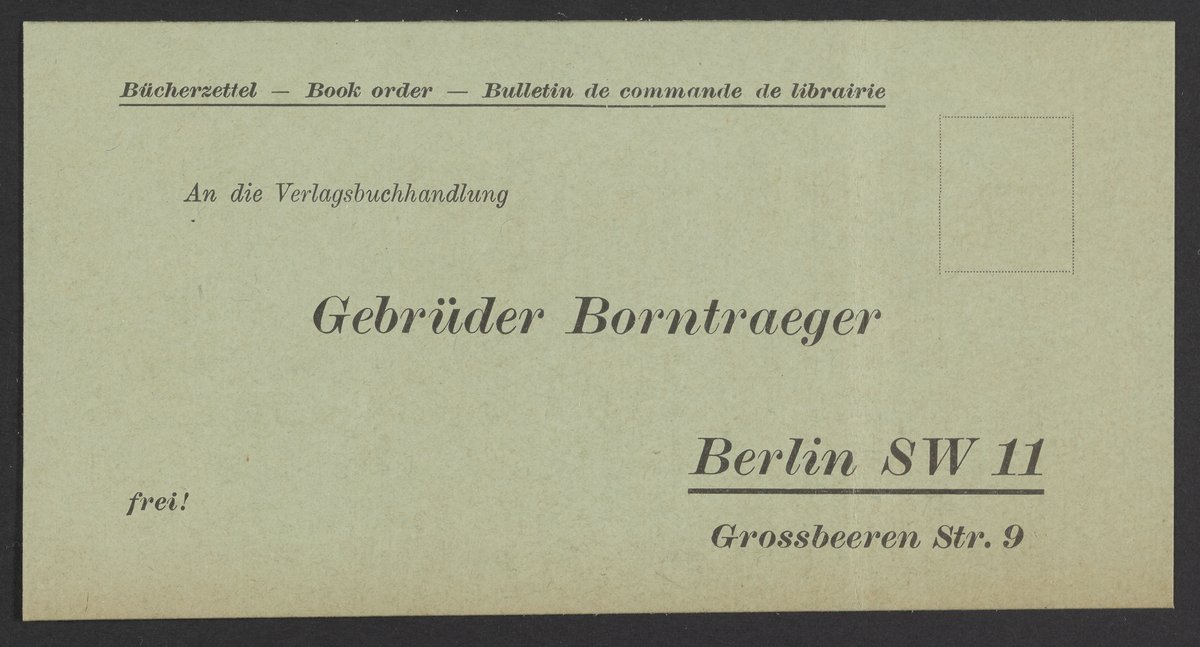 Bücherzettel — Book order — Bulletin de commande de librairie
An die Verlagsbuchhandlung
Gebrüder Borntraeger
Berlin SW 11
frei!
Grossbeeren Str. 9